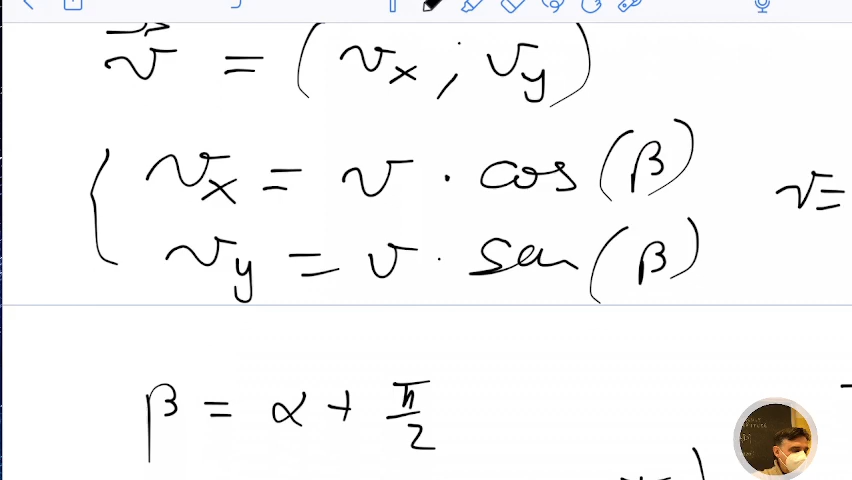 v⃗ = (vx ; vy)
{ vx = v · cos(β)
vy = v · sen(β)
v=
β = α + π/2